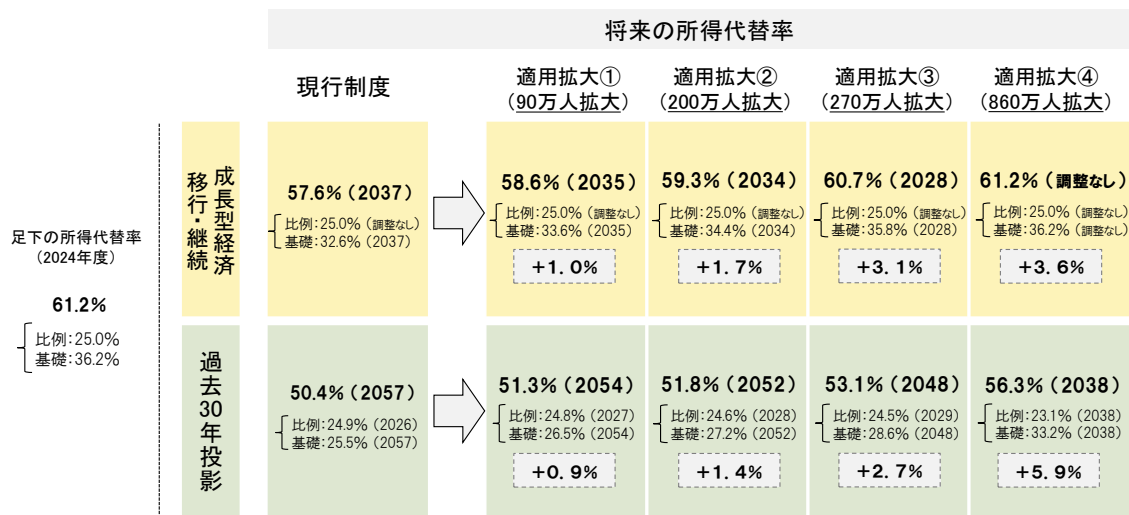 将来の所得代替率
現行制度
適用拡大①
(90万人拡大)
適用拡大②
(200万人拡大)
適用拡大③
(270万人拡大)
適用拡大④
(860万人拡大)
足下の所得代替率
(2024年度)
61.2%
比例:25.0%
基礎:36.2%
成長型経済
移行・継続
57.6% (2037)
比例:25.0% (調整なし)
基礎:32.6% (2037)
58.6% (2035)
比例:25.0% (調整なし)
基礎:33.6% (2035)
+1.0%
59.3% (2034)
比例:25.0% (調整なし)
基礎:34.4% (2034)
+1.7%
60.7% (2028)
比例:25.0% (調整なし)
基礎:35.8% (2028)
+3.1%
61.2% (調整なし)
比例:25.0% (調整なし)
基礎:36.2% (調整なし)
+3.6%
過去30年投影
50.4% (2057)
比例:24.9% (2026)
基礎:25.5% (2057)
51.3% (2054)
比例:24.8% (2027)
基礎:26.5% (2054)
+0.9%
51.8% (2052)
比例:24.6% (2028)
基礎:27.2% (2052)
+1.4%
53.1% (2048)
比例:24.5% (2029)
基礎:28.6% (2048)
+2.7%
56.3% (2038)
比例:23.1% (2038)
基礎:33.2% (2038)
+5.9%